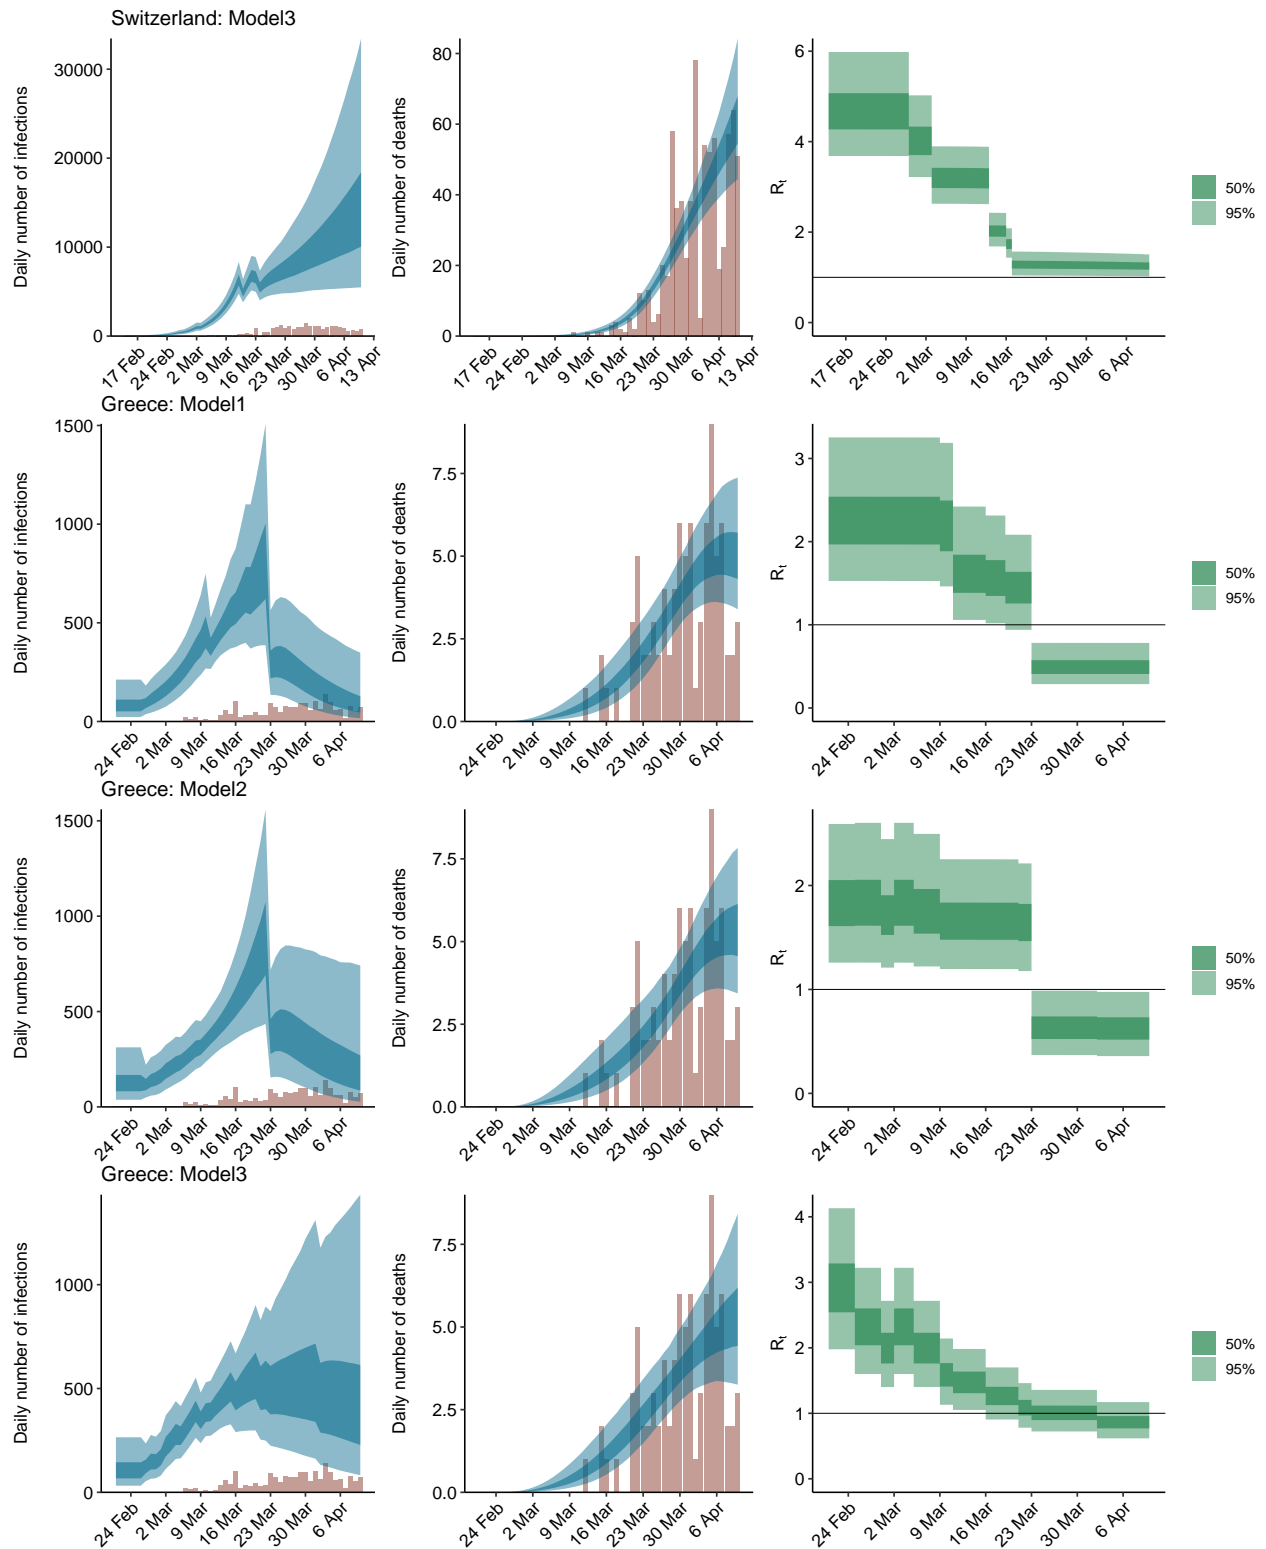 Switzerland: Model3
Daily number of infections
30000
20000
10000
0
17 Feb
24 Feb
2 Mar
9 Mar
16 Mar
23 Mar
30 Mar
6 Apr
13 Apr
Daily number of deaths
80
60
40
20
0
17 Feb
24 Feb
2 Mar
9 Mar
16 Mar
23 Mar
30 Mar
6 Apr
13 Apr
Rt
6
4
2
0
17 Feb
24 Feb
2 Mar
9 Mar
16 Mar
23 Mar
30 Mar
6 Apr
50%
95%
Greece: Model1
Daily number of infections
1500
1000
500
0
24 Feb
2 Mar
9 Mar
16 Mar
23 Mar
30 Mar
6 Apr
Daily number of deaths
7.5
5.0
2.5
0.0
24 Feb
2 Mar
9 Mar
16 Mar
23 Mar
30 Mar
6 Apr
Rt
3
2
1
0
24 Feb
2 Mar
9 Mar
16 Mar
23 Mar
30 Mar
6 Apr
50%
95%
Greece: Model2
Daily number of infections
1500
1000
500
0
24 Feb
2 Mar
9 Mar
16 Mar
23 Mar
30 Mar
6 Apr
Daily number of deaths
7.5
5.0
2.5
0.0
24 Feb
2 Mar
9 Mar
16 Mar
23 Mar
30 Mar
6 Apr
Rt
2
1
0
24 Feb
2 Mar
9 Mar
16 Mar
23 Mar
30 Mar
6 Apr
50%
95%
Greece: Model3
Daily number of infections
1000
500
0
24 Feb
2 Mar
9 Mar
16 Mar
23 Mar
30 Mar
6 Apr
Daily number of deaths
7.5
5.0
2.5
0.0
24 Feb
2 Mar
9 Mar
16 Mar
23 Mar
30 Mar
6 Apr
Rt
4
3
2
1
0
24 Feb
2 Mar
9 Mar
16 Mar
23 Mar
30 Mar
6 Apr
50%
95%